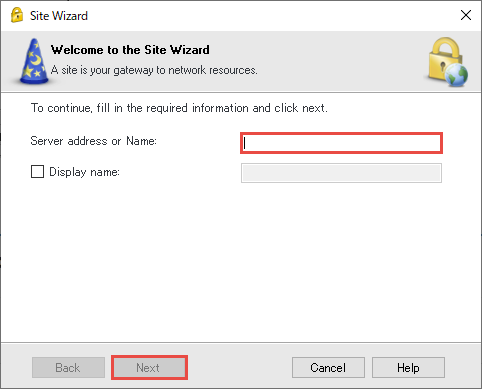 Site Wizard
Welcome to the Site Wizard
A site is your gateway to network resources.
To continue, fill in the required information and click next.
Server address or Name:
Display name:
Back Next Cancel Help